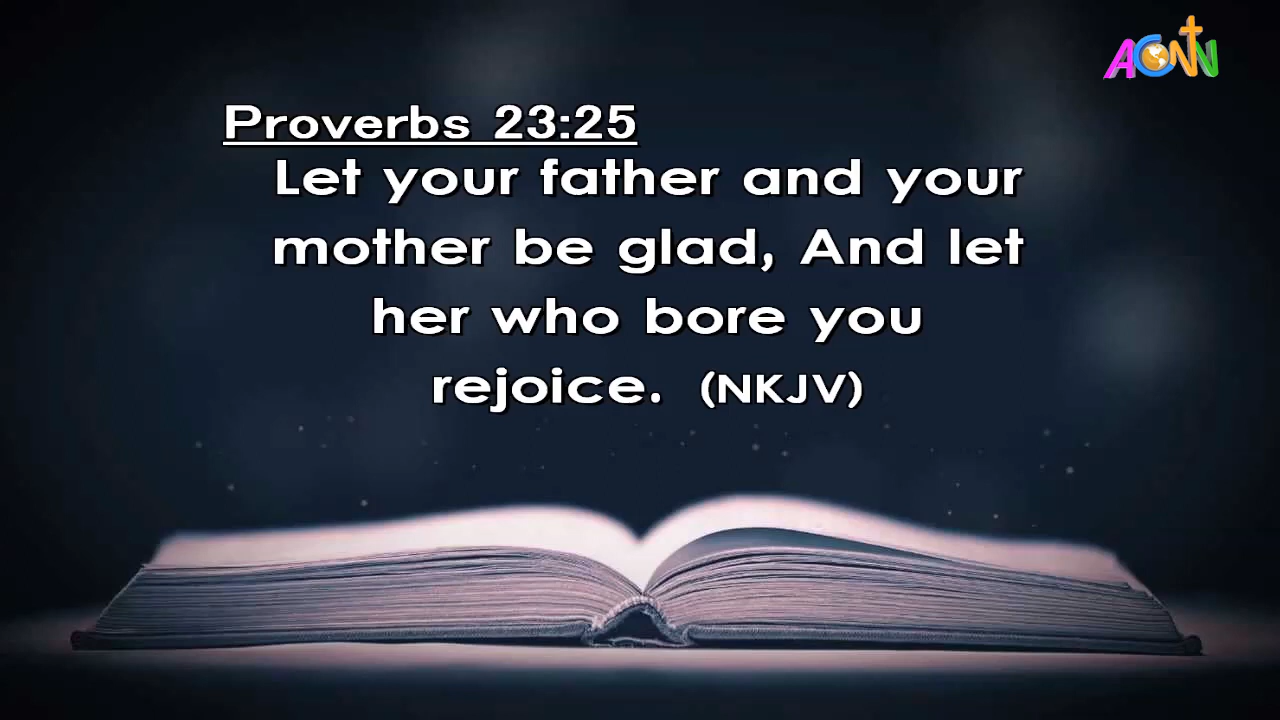 ACNN
Proverbs 23:25
Let your father and your
mother be glad, And let
her who bore you
rejoice. (NKJV)